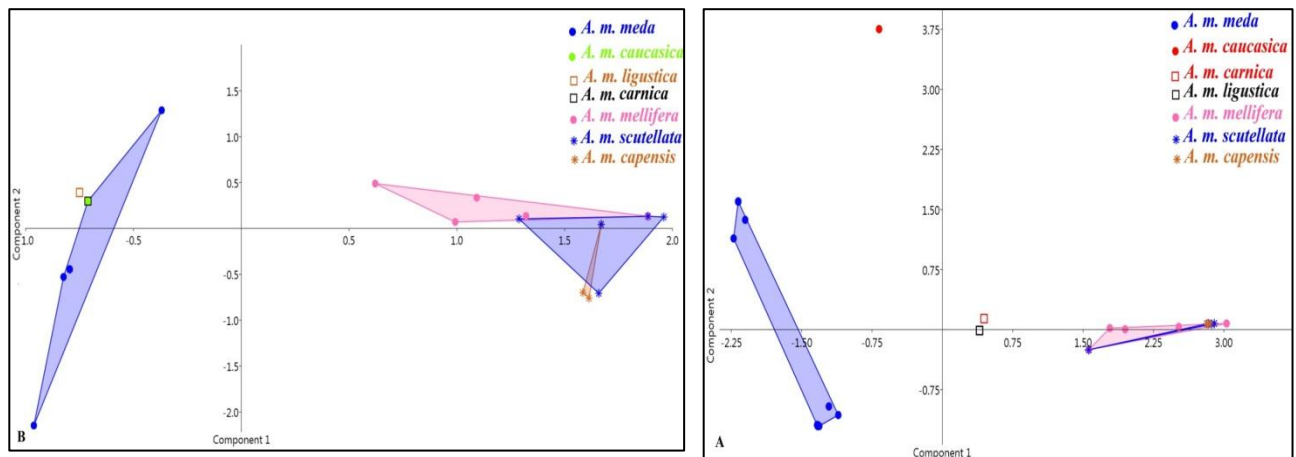 A. m. meda
A. m. caucasica
A. m. ligustica
A. m. carnica
A. m. mellifera
A. m. scutellata
A. m. capensis
1.5
1.0
0.5
1.0
-0.5
0.5
1.0
1.5
2.0
-0.5
-1.0
-1.5
-2.0
Component 2
B
Component 1
A. m. meda
A. m. caucasica
A. m. carnica
A. m. ligustica
A. m. mellifera
A. m. scutellata
A. m. capensis
3.75
3.00
2.25
1.50
0.75
-2.25
-1.50
-0.75
0.75
1.50
2.25
3.00
-0.75
Component 2
A
Component 1